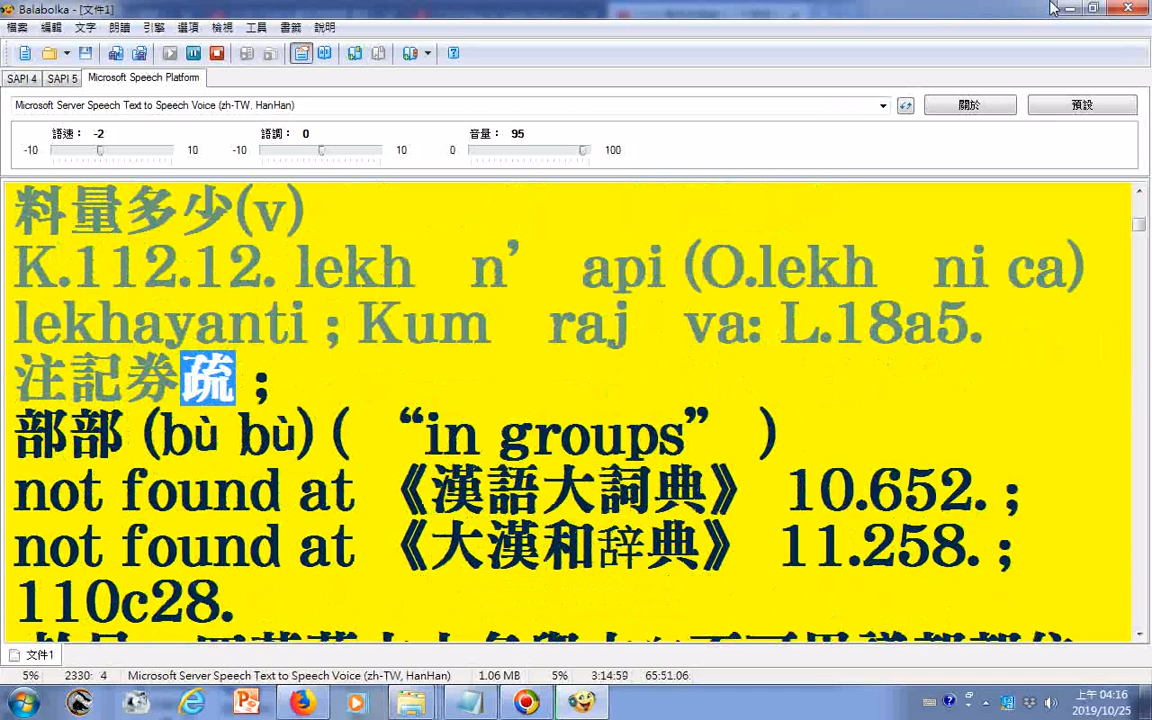 Balabolka - [文件1]
檔案 編輯 文字 朗讀 引擎 選項 檢視 工具 書籤 說明
SAPI 4 SAPI 5 Microsoft Speech Platform
Microsoft Server Speech Text to Speech Voice (zh-TW, HanHan) 關於 預設
語速： -2 語調： 0 音量： 95
-10 10 -10 10 0 100
料量多少(v)
K.112.12. lekh n’ api (O.lekh ni ca)
lekhayanti ; Kum raj va: L.18a5.
注記券疏 ;
部部 (bù bù) ( “in groups” )
not found at 《漢語大詞典》 10.652. ;
not found at 《大漢和辞典》 11.258. ;
110c28.
文件1
5% 2330: 4 Microsoft Server Speech Text to Speech Voice (zh-TW, HanHan) 1.06 MB 5% 3:14:59 65:51.06
上午 04:16
2019/10/25